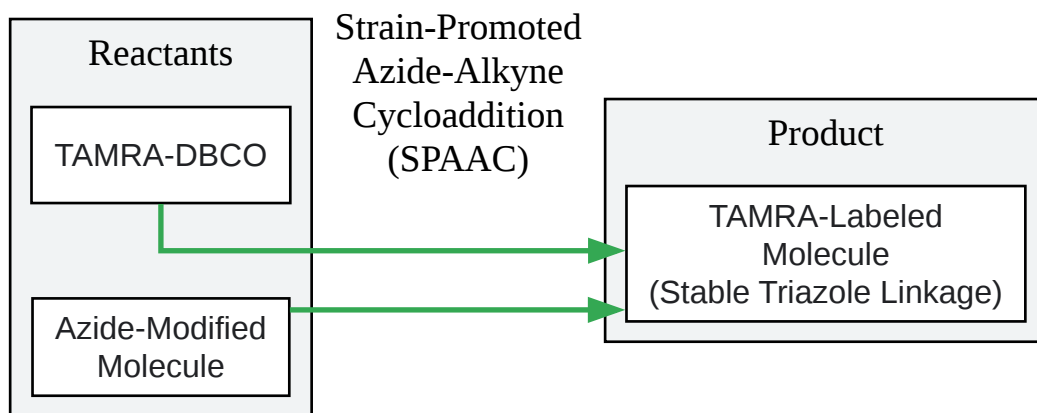 Reactants
TAMRA-DBCO
Azide-Modified
Molecule
Strain-Promoted
Azide-Alkyne
Cycloaddition
(SPAAC)
Product
TAMRA-Labeled
Molecule
(Stable Triazole Linkage)